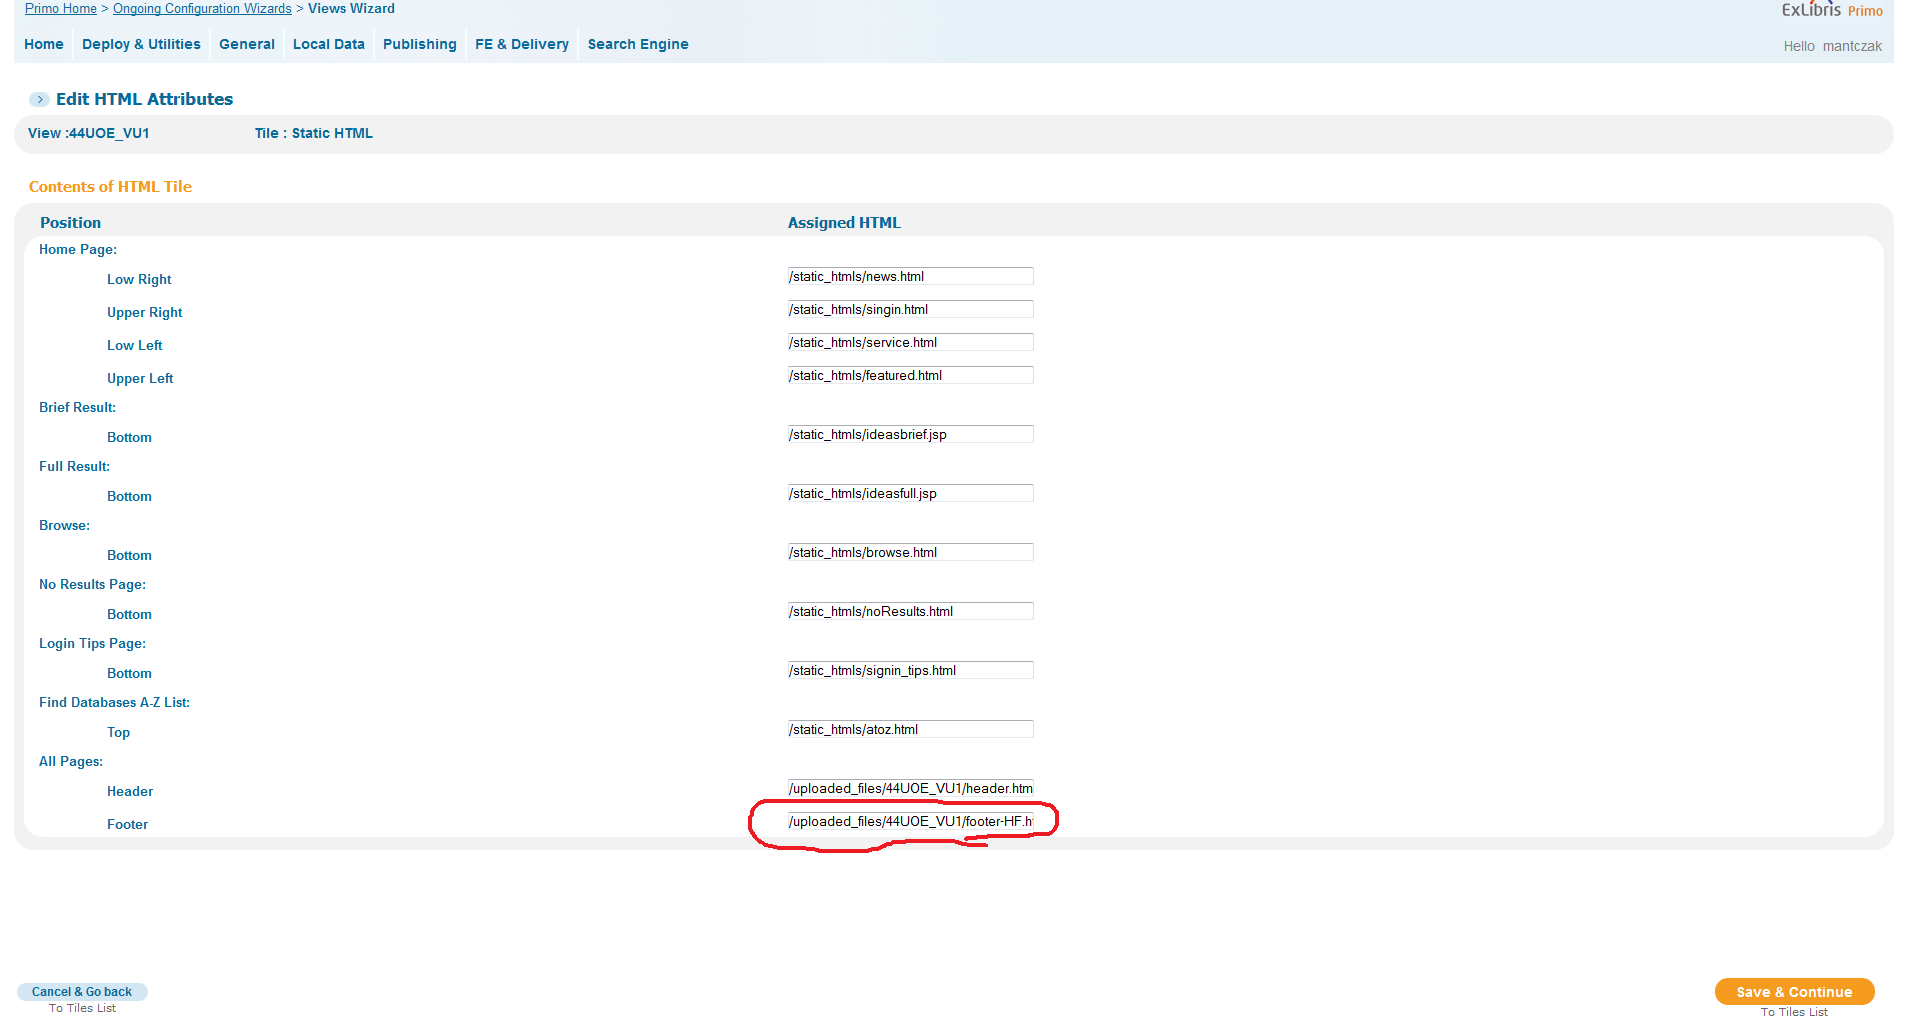 Primo Home > Ongoing Configuration Wizards > Views Wizard
ExLibris Primo
Home Deploy & Utilities General Local Data Publishing FE & Delivery Search Engine
Hello mantczak
Edit HTML Attributes
View :44UOE_VU1 Tile : Static HTML
Contents of HTML Tile
Position Assigned HTML
Home Page:
Low Right /static_htmls/news.html
Upper Right /static_htmls/singin.html
Low Left /static_htmls/service.html
Upper Left /static_htmls/featured.html
Brief Result:
Bottom /static_htmls/ideasbrief.jsp
Full Result:
Bottom /static_htmls/ideasfull.jsp
Browse:
Bottom /static_htmls/browse.html
No Results Page:
Bottom /static_htmls/noResults.html
Login Tips Page:
Bottom /static_htmls/signin_tips.html
Find Databases A-Z List:
Top /static_htmls/atoz.html
All Pages:
Header /uploaded_files/44UOE_VU1/header.htm
Footer /uploaded_files/44UOE_VU1/footer-HF.h
Cancel & Go back
To Tiles List
Save & Continue
To Tiles List